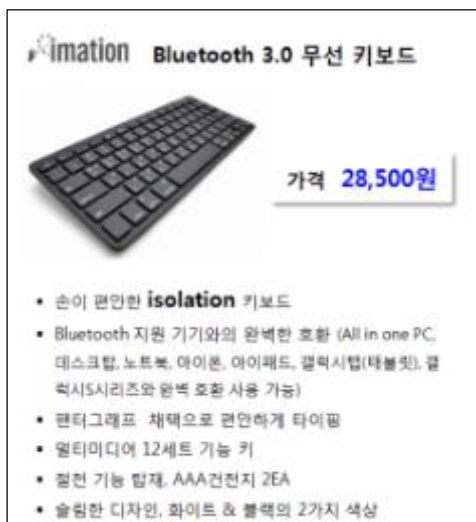 imation Bluetooth 3.0 무선 키보드
가격 28,500원
▪ 손이 편안한 isolation 키보드
▪ Bluetooth 지원 기기와의 완벽한 호환 (All in one PC,
데스크탑, 노트북, 아이폰, 아이패드, 갤럭시탭(태블릿), 갤
럭시S시리즈와 완벽 호환 사용 가능)
▪ 팬터그래프 채택으로 편안하게 타이핑
▪ 멀티미디어 12세트 기능 키
▪ 절전 기능 탑재, AAA건전지 2EA
▪ 슬림한 디자인, 화이트 & 블랙의 2가지 색상